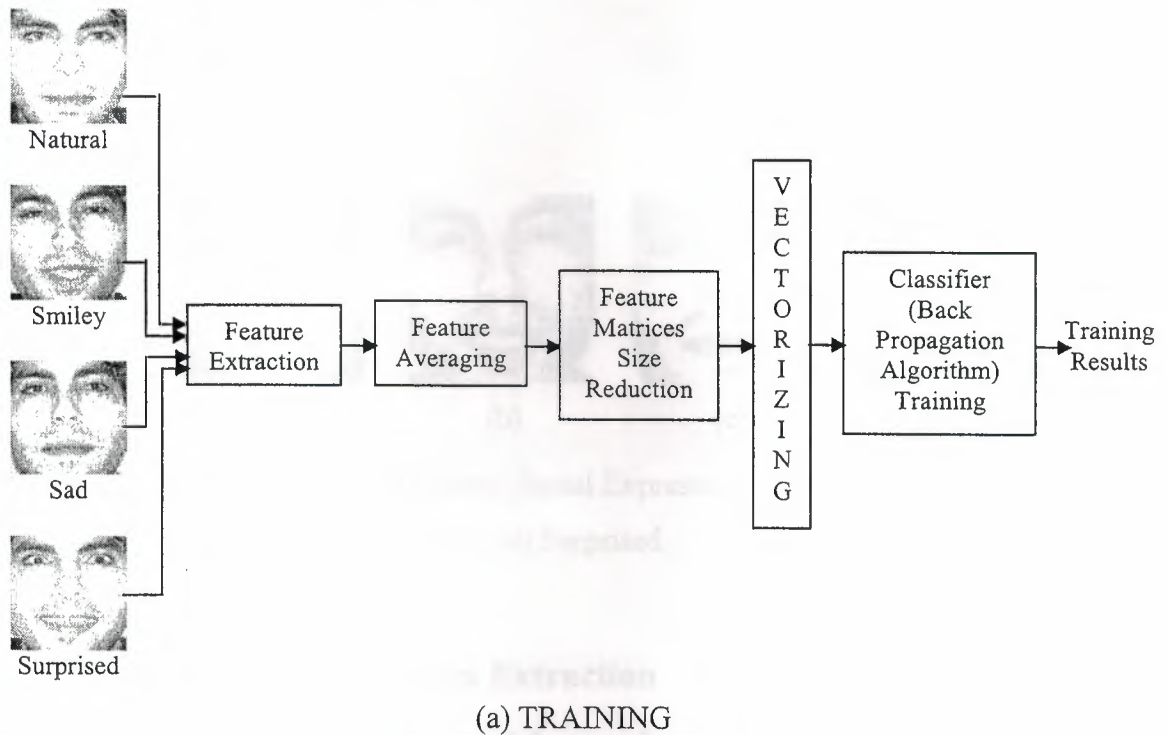 Natural
Smiley
Sad
Surprised
Feature
Extraction
Feature
Averaging
Feature
Matrices
Size
Reduction
VECTORIZING
Classifier
(Back
Propagation
Algorithm)
Training
Training
Results
(a) TRAINING